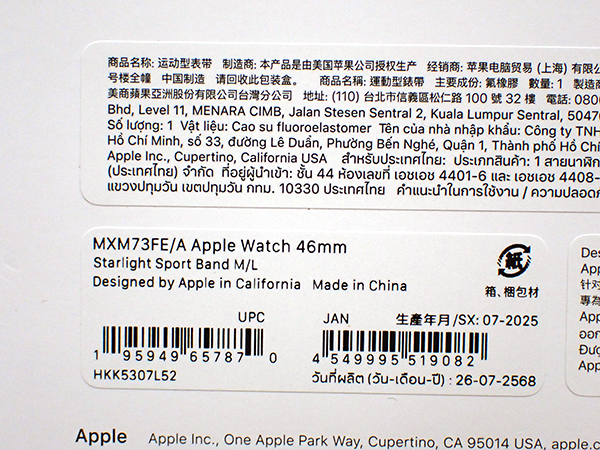 商品名称: 运动型表带 制造商: 本产品是由美国苹果公司授权生产 经销商: 苹果电脑贸易 (上海) 有限公
号楼全幢 中国制造 请回收此包装盒。 商品名稱: 運動型錶帶 主要成份: 氟橡膠 數量: 1 製造商
美商蘋果亞洲股份有限公司台灣分公司 地址: (110) 台北市信義區松仁路 100 號 32 樓 電話: 080
Bhd, Level 11, MENARA CIMB, Jalan Stesen Sentral 2, Kuala Lumpur Sentral, 50470
Số lượng: 1 Vật liệu: Cao su fluoroelastomer Tên của nhà nhập khẩu: Công ty TNH
Hồ Chí Minh, số 33, đường Lê Duẩn, Phường Bến Nghé, Quận 1, Thành phố Hồ Chí
Apple Inc., Cupertino, California USA สำหรับประเทศไทย: ประเภทสินค้า: 1 สายนาฬิก
(ประเทศไทย) จำกัด ที่อยู่ผู้นำเข้า: ชั้น 44 ห้องเลขที่ เอชเอช 4401-6 และ เอชเอช 4408-
แขวงปทุมวัน เขตปทุมวัน กทม. 10330 ประเทศไทย คำแนะนำในการใช้งาน / ความปลอด
MXM73FE/A Apple Watch 46mm
Starlight Sport Band M/L
Designed by Apple in California Made in China
紙
箱、梱包材
UPC
1 95949 65787 0
HKK5307L52
JAN 生產年月/SX: 07-2025
4 549995 519082
วันที่ผลิต (วัน-เดือน-ปี) : 26-07-2568
Des
App
针对
專為
App
ออก
Đượ
App
Apple Apple Inc., One Apple Park Way, Cupertino, CA 95014 USA, apple.c